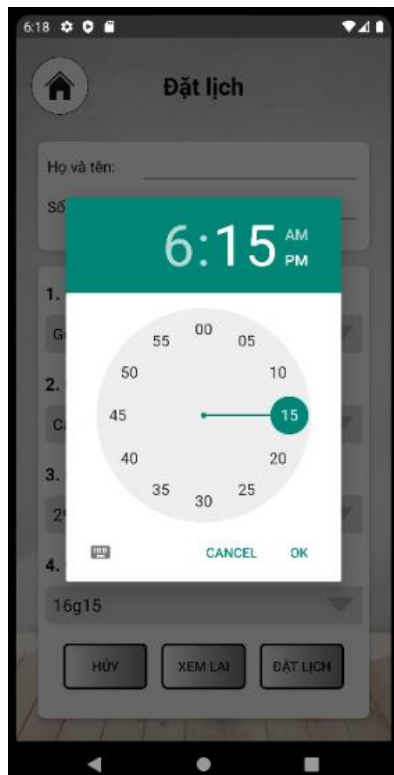 6:18
Đặt lịch
Họ và tên:
Số
6:15 AM PM
1.
G
00
55 05
50 10
2.
45 15
C
40 20
3.
35 25
30
2
CANCEL OK
4.
16g15
HỦY XEM LẠI ĐẶT LỊCH